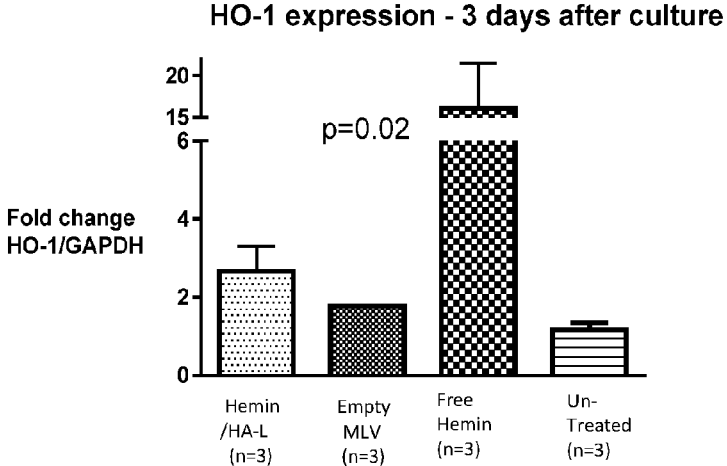 HO-1 expression - 3 days after culture
20
15
6
4
2
0
p=0.02
Fold change
HO-1/GAPDH
Hemin
/HA-L
(n=3)
Empty
MLV
(n=3)
Free
Hemin
(n=3)
Un-
Treated
(n=3)